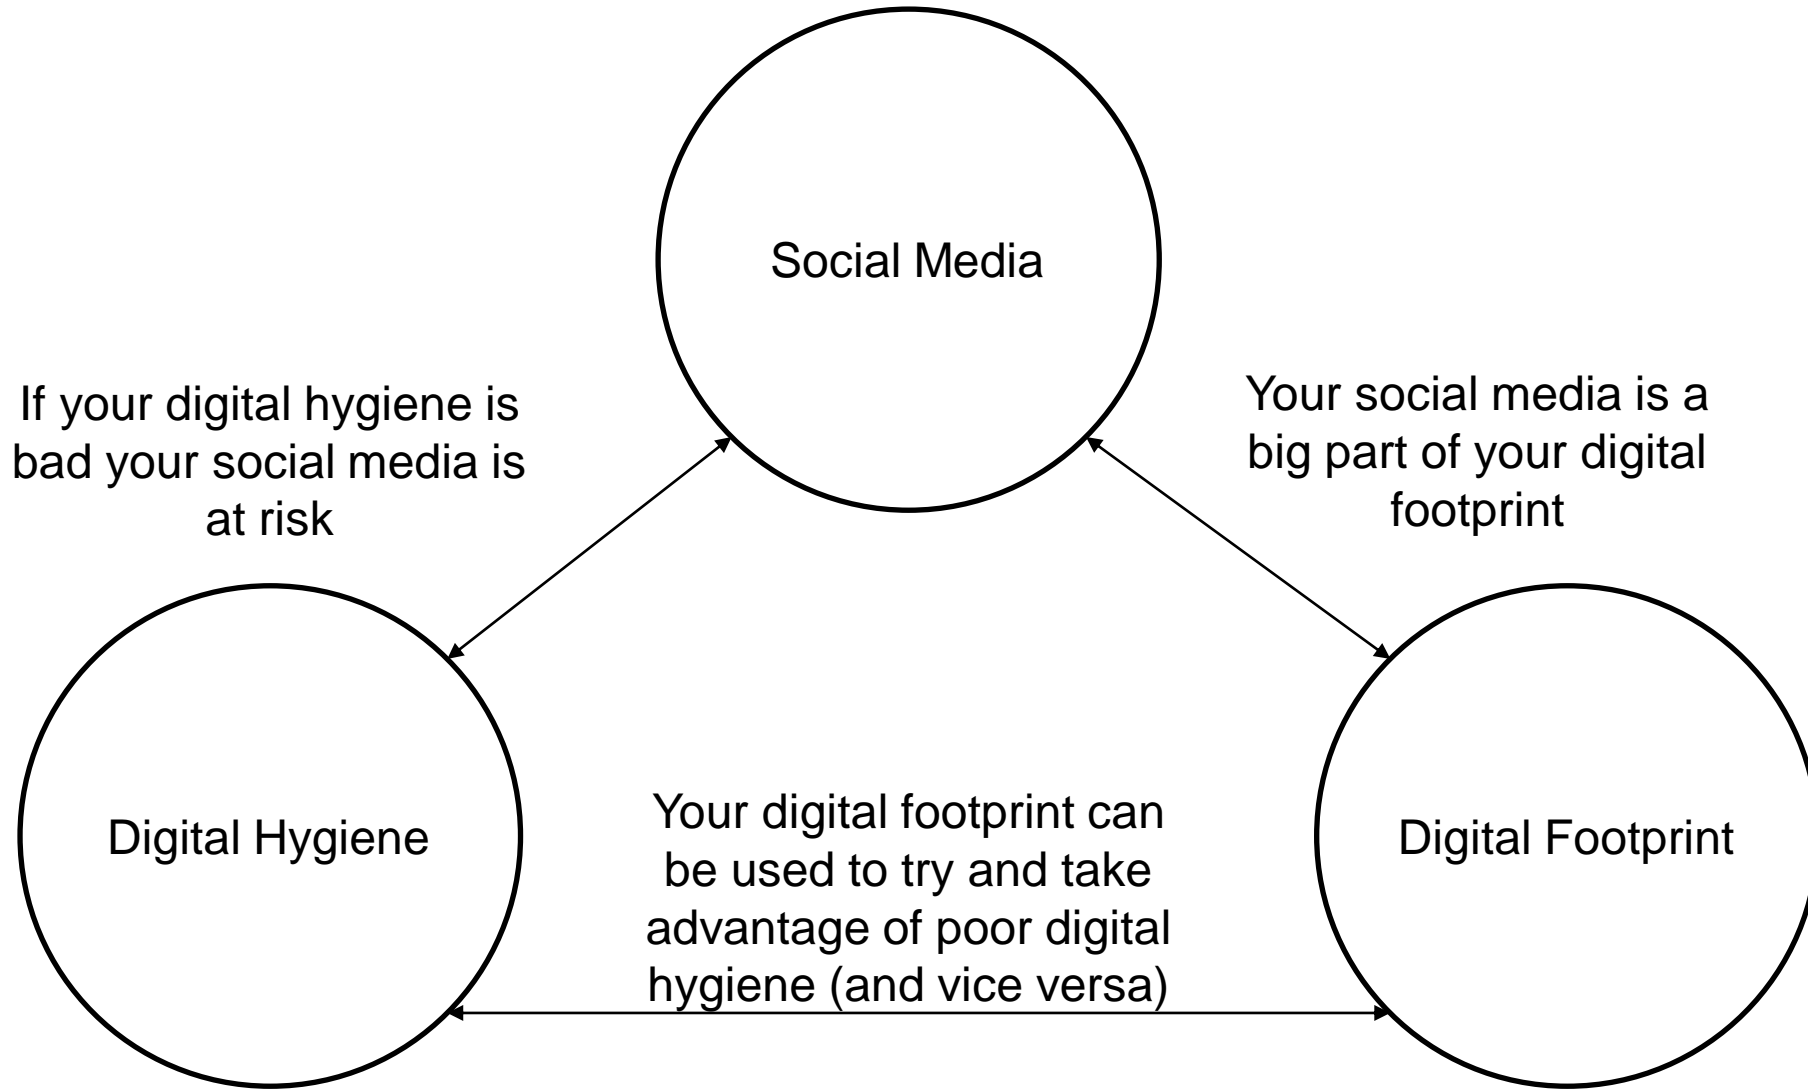 Social Media
If your digital hygiene is
bad your social media is
at risk
Your social media is a
big part of your digital
footprint
Digital Hygiene
Your digital footprint can
be used to try and take
advantage of poor digital
hygiene (and vice versa)
Digital Footprint